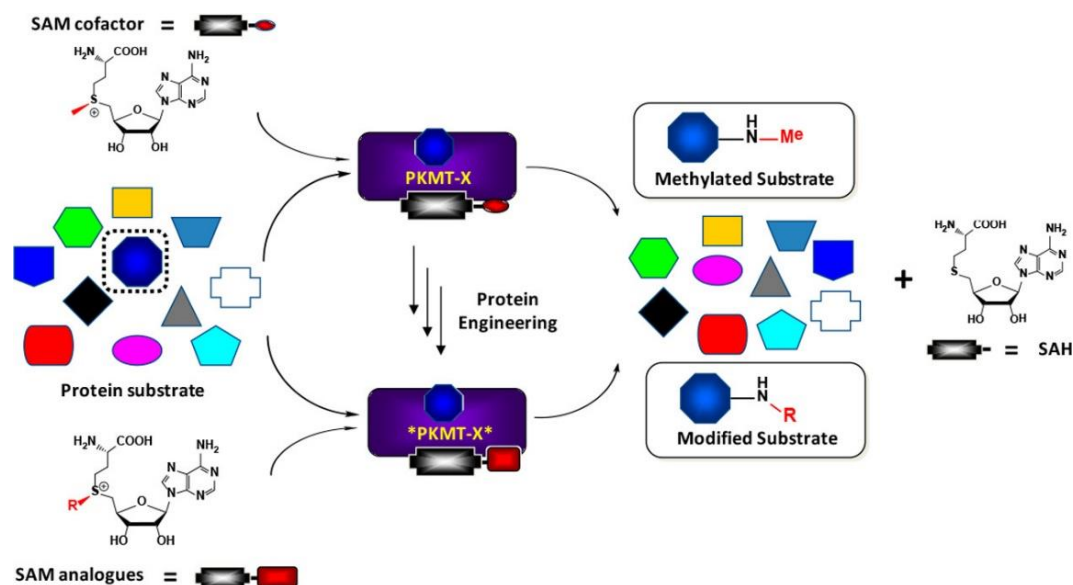 SAM cofactor =
H₂N COOH
NH₂
N N
S ⊕ O N N
HO OH
Protein substrate
H₂N COOH
NH₂
N N
R S ⊕ O N N
HO OH
SAM analogues =
PKMT-X
Protein
Engineering
*PKMT-X*
H
N Me
Methylated Substrate
H
N
R
Modified Substrate
+
H₂N COOH
NH₂
N N
S O N N
HO OH
= SAH